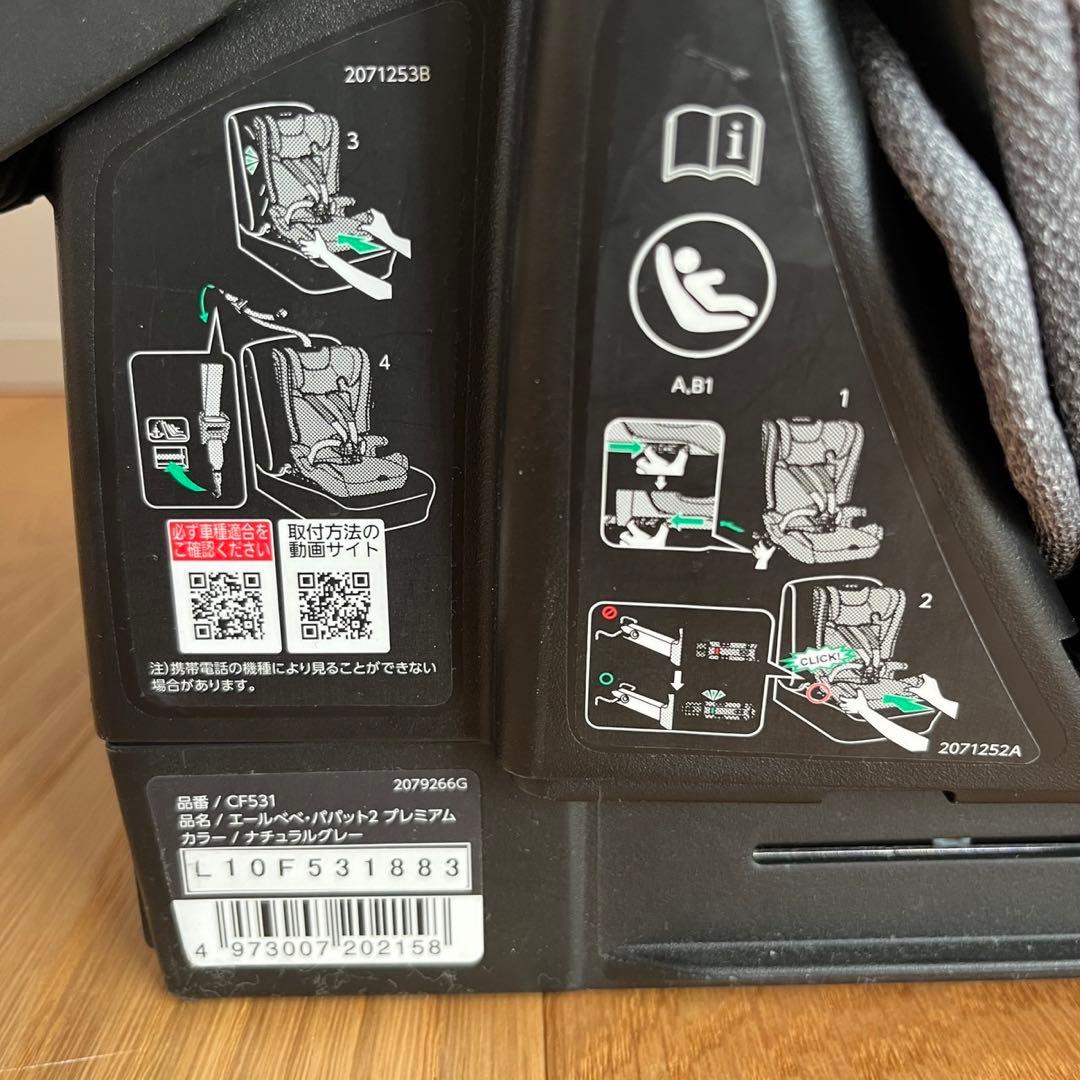 2071253B
3
4
必ず車種適合を
ご確認ください
取付方法の
動画サイト
注)携帯電話の機種により見ることができない
場合があります。
i
A,B1
1
2
CLICK!
2071252A
2079266G
品番 / CF531
品名 / エールベベ・パパット2 プレミアム
カラー / ナチュラルグレー
L10F531883
4 973007 202158